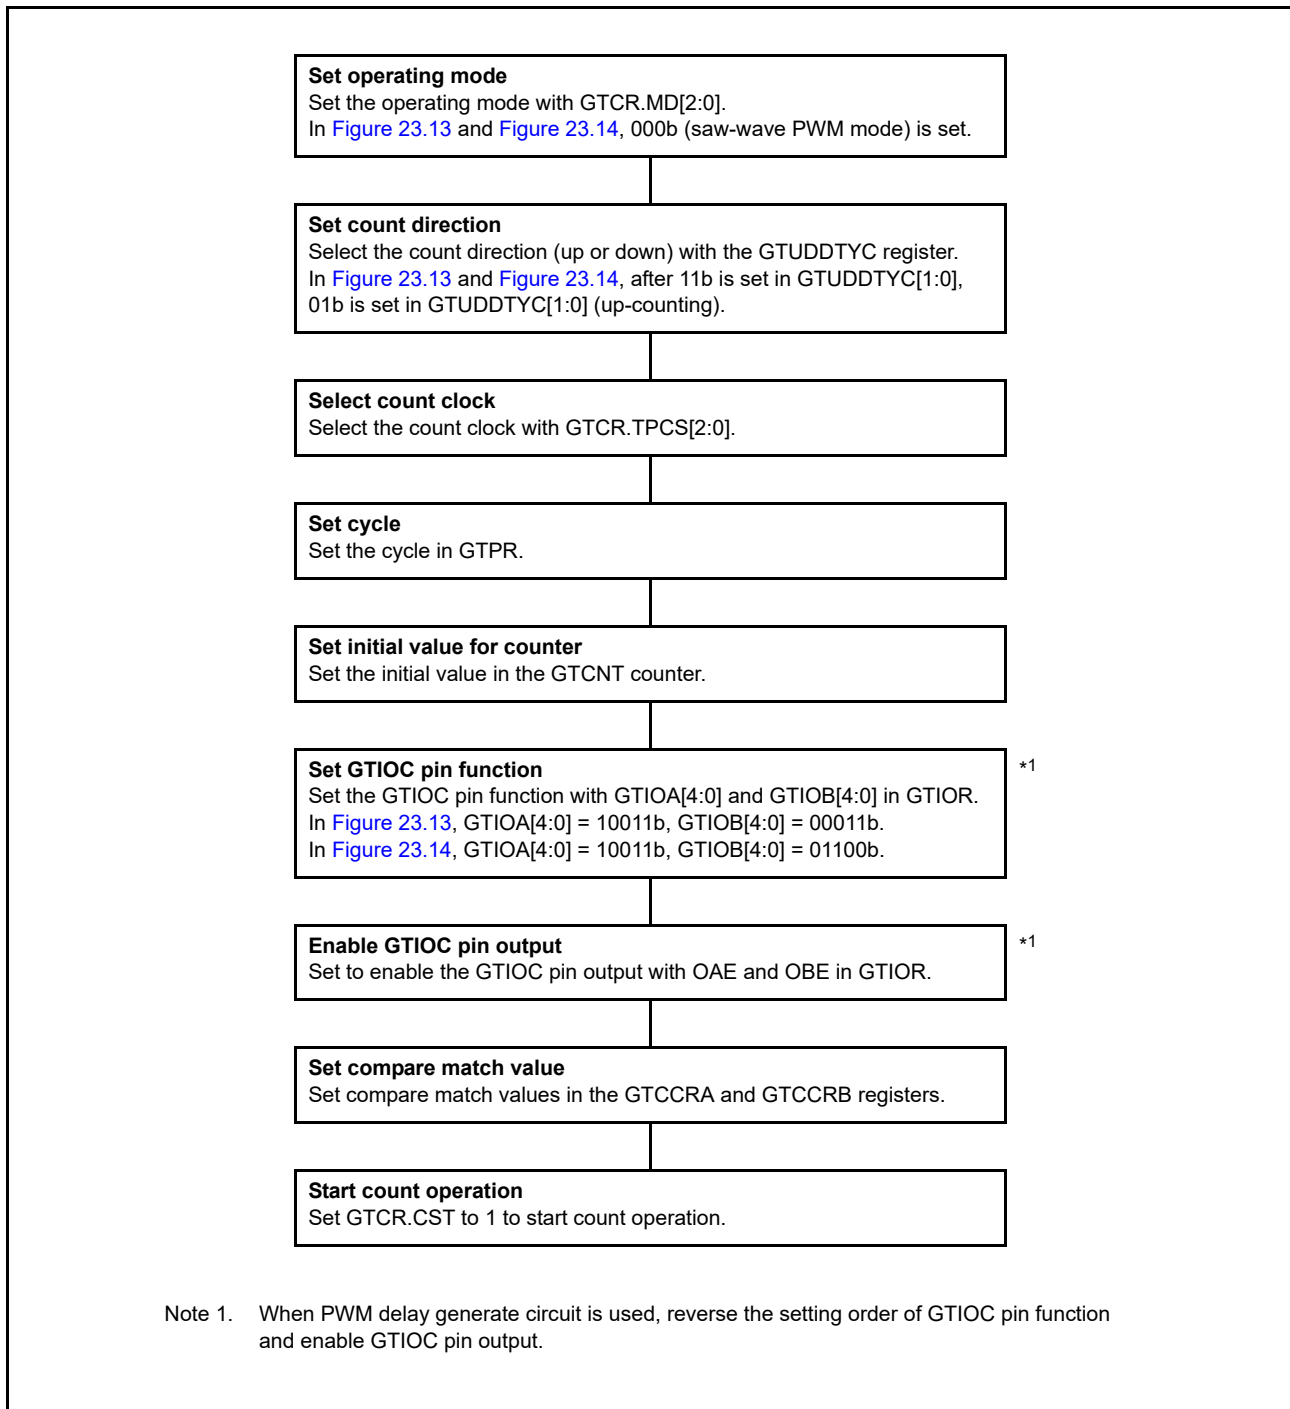 Set operating mode
Set the operating mode with GTCR.MD[2:0].
In Figure 23.13 and Figure 23.14, 000b (saw-wave PWM mode) is set.
Set count direction
Select the count direction (up or down) with the GTUDDTYC register.
In Figure 23.13 and Figure 23.14, after 11b is set in GTUDDTYC[1:0],
01b is set in GTUDDTYC[1:0] (up-counting).
Select count clock
Select the count clock with GTCR.TPCS[2:0].
Set cycle
Set the cycle in GTPR.
Set initial value for counter
Set the initial value in the GTCNT counter.
Set GTIOC pin function *1
Set the GTIOC pin function with GTIOA[4:0] and GTIOB[4:0] in GTIOR.
In Figure 23.13, GTIOA[4:0] = 10011b, GTIOB[4:0] = 00011b.
In Figure 23.14, GTIOA[4:0] = 10011b, GTIOB[4:0] = 01100b.
Enable GTIOC pin output *1
Set to enable the GTIOC pin output with OAE and OBE in GTIOR.
Set compare match value
Set compare match values in the GTCCRA and GTCCRB registers.
Start count operation
Set GTCR.CST to 1 to start count operation.
Note 1. When PWM delay generate circuit is used, reverse the setting order of GTIOC pin function
and enable GTIOC pin output.